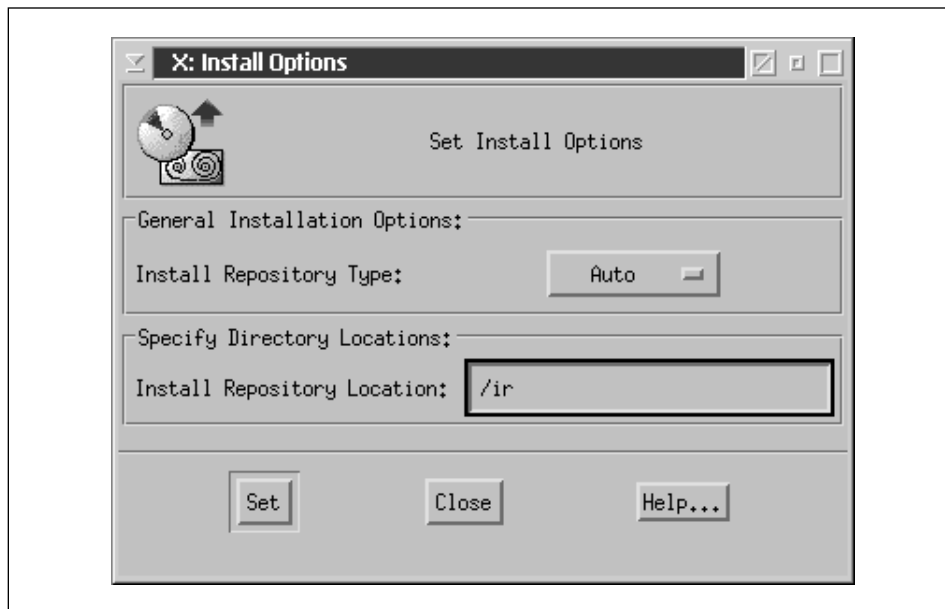 X: Install Options
Set Install Options
General Installation Options:
Install Repository Type: Auto
Specify Directory Locations:
Install Repository Location: /ir
Set Close Help...